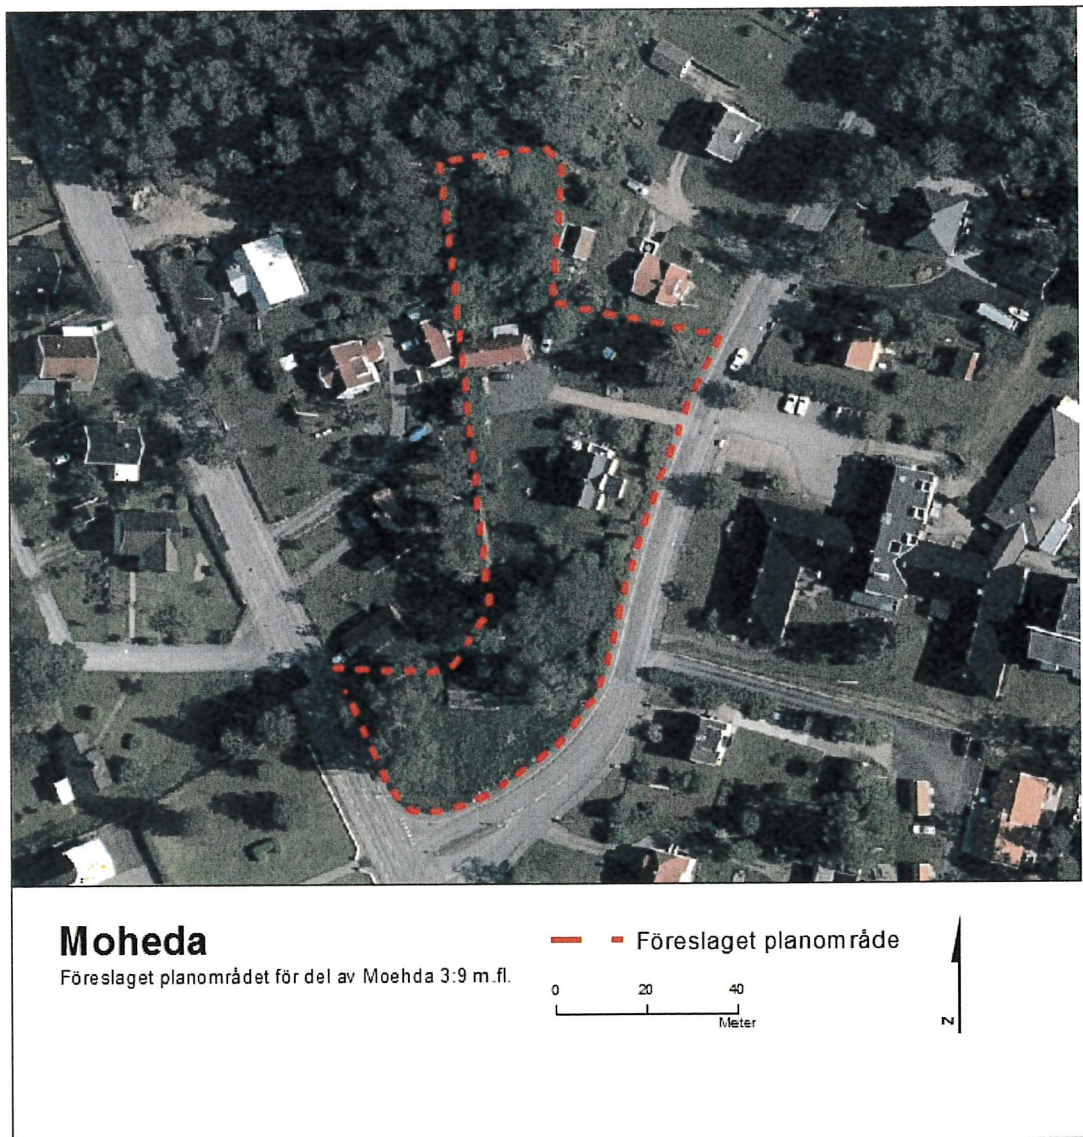 Moheda
Föreslaget planområdet för del av Moehda 3:9 m.fl.
Föreslaget planområde
0 20 40
Meter
N